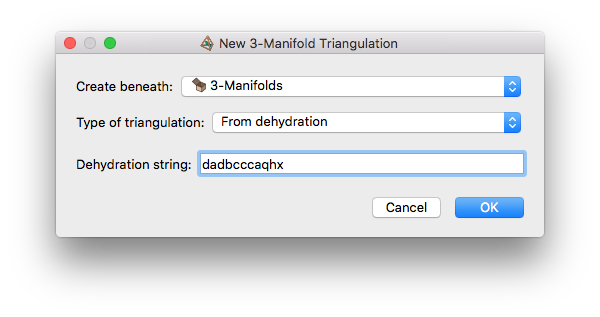 New 3-Manifold Triangulation
Create beneath: 3-Manifolds
Type of triangulation: From dehydration
Dehydration string: dadbcccaqhx
Cancel OK